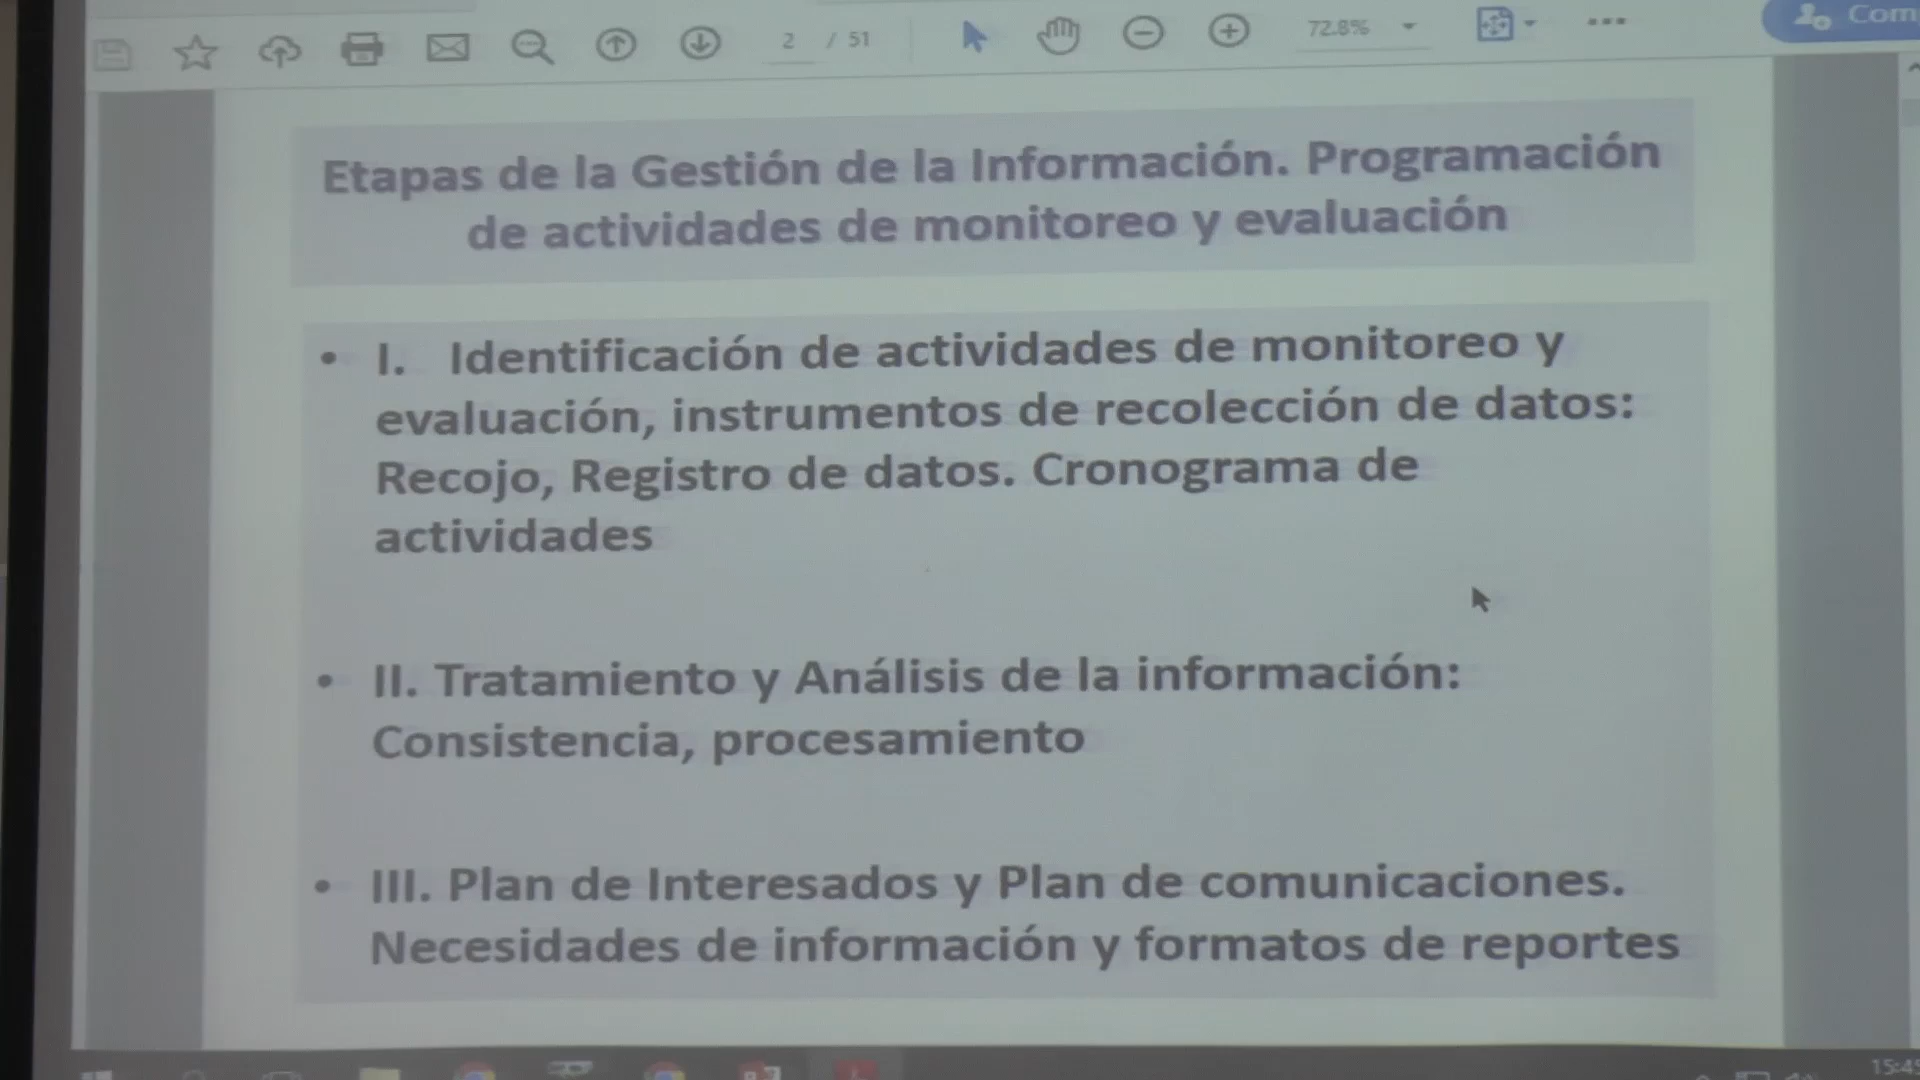 2 / 51
72.8%
Com
Etapas de la Gestión de la Información. Programación
de actividades de monitoreo y evaluación
• I. Identificación de actividades de monitoreo y
evaluación, instrumentos de recolección de datos:
Recojo, Registro de datos. Cronograma de
actividades
• II. Tratamiento y Análisis de la información:
Consistencia, procesamiento
• III. Plan de Interesados y Plan de comunicaciones.
Necesidades de información y formatos de reportes
15:45